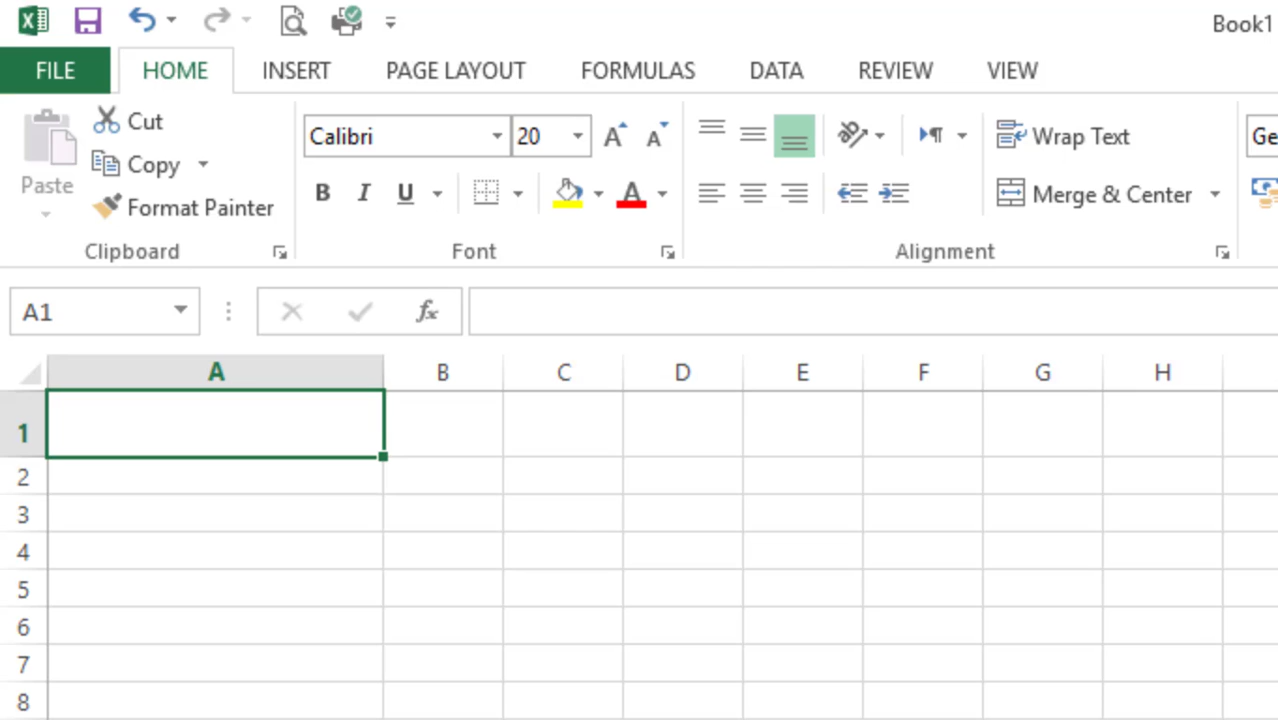 Book1
FILE HOME INSERT PAGE LAYOUT FORMULAS DATA REVIEW VIEW
Cut
Copy
Paste
Format Painter
Clipboard
Calibri 20
B I U A
Font
Wrap Text
Merge & Center
Alignment
Ge
A1
fx
A B C D E F G H
1
2
3
4
5
6
7
8